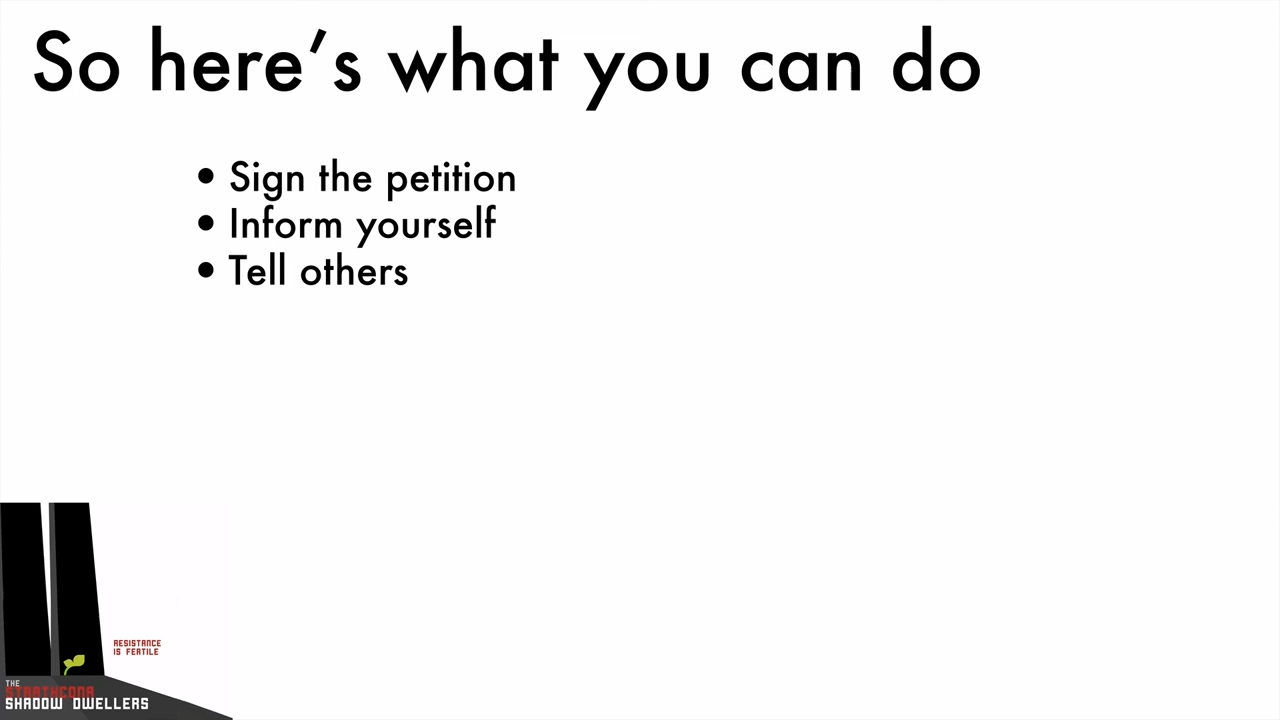 So here’s what you can do
• Sign the petition
• Inform yourself
• Tell others
RESISTANCE
IS FERTILE
THE
STRATHCONA
SHADOW DWELLERS